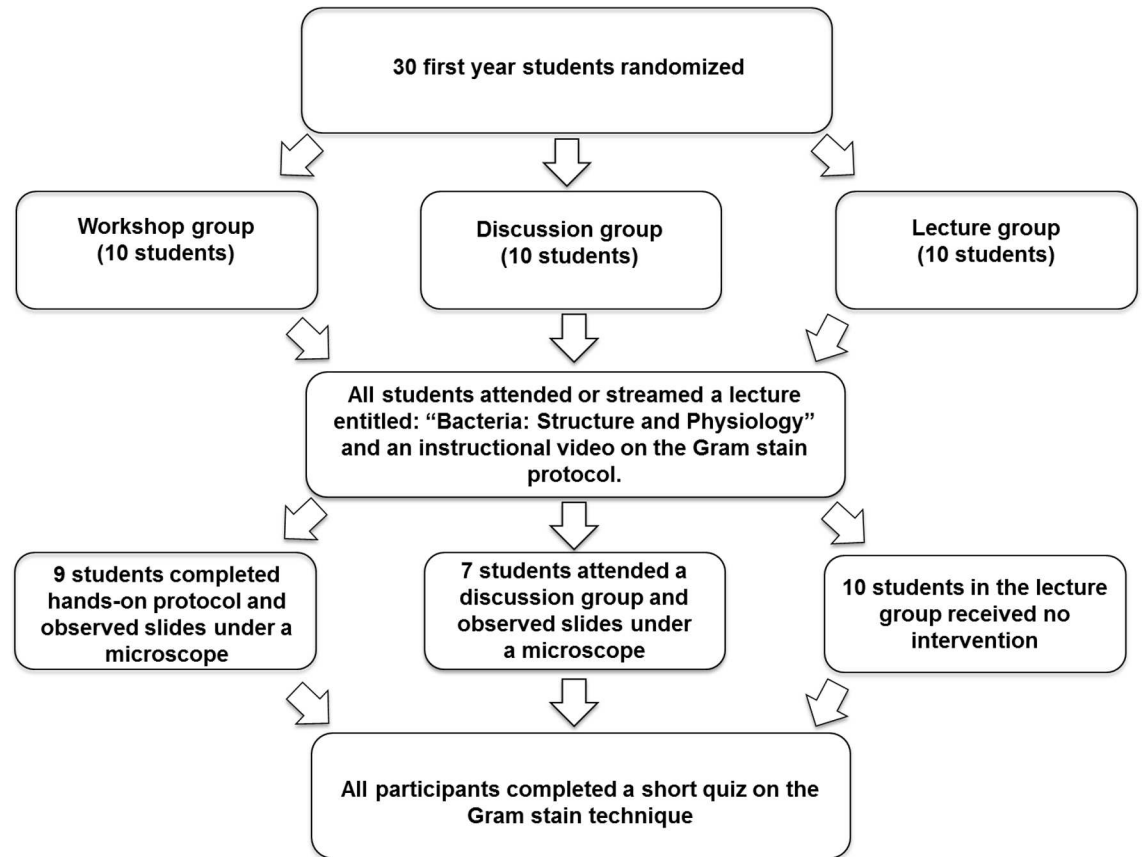 30 first year students randomized
Workshop group
(10 students)
Discussion group
(10 students)
Lecture group
(10 students)
All students attended or streamed a lecture
entitled: “Bacteria: Structure and Physiology”
and an instructional video on the Gram stain
protocol.
9 students completed
hands-on protocol and
observed slides under a
microscope
7 students attended a
discussion group and
observed slides under
a microscope
10 students in the lecture
group received no
intervention
All participants completed a short quiz on the
Gram stain technique